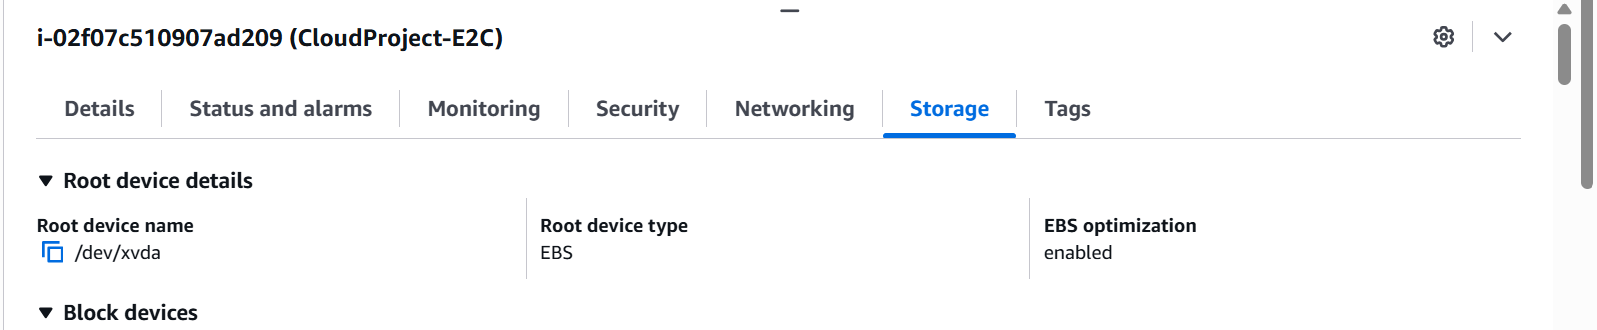 i-02f07c510907ad209 (CloudProject-E2C)
Details Status and alarms Monitoring Security Networking Storage Tags
Root device details
Root device name Root device type EBS optimization
/dev/xvda EBS enabled
Block devices